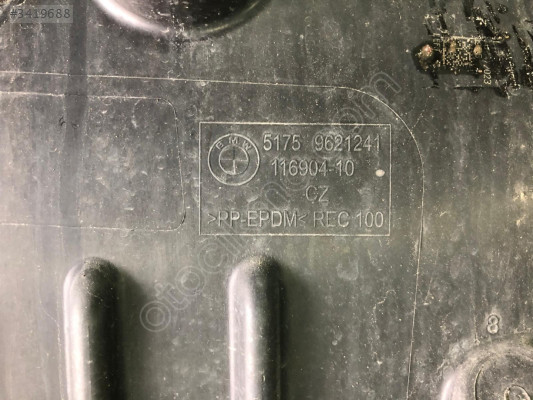 #3419688
BMW
5175 9621241
116904-10
CZ
>PP-EPDM< REC 100
8